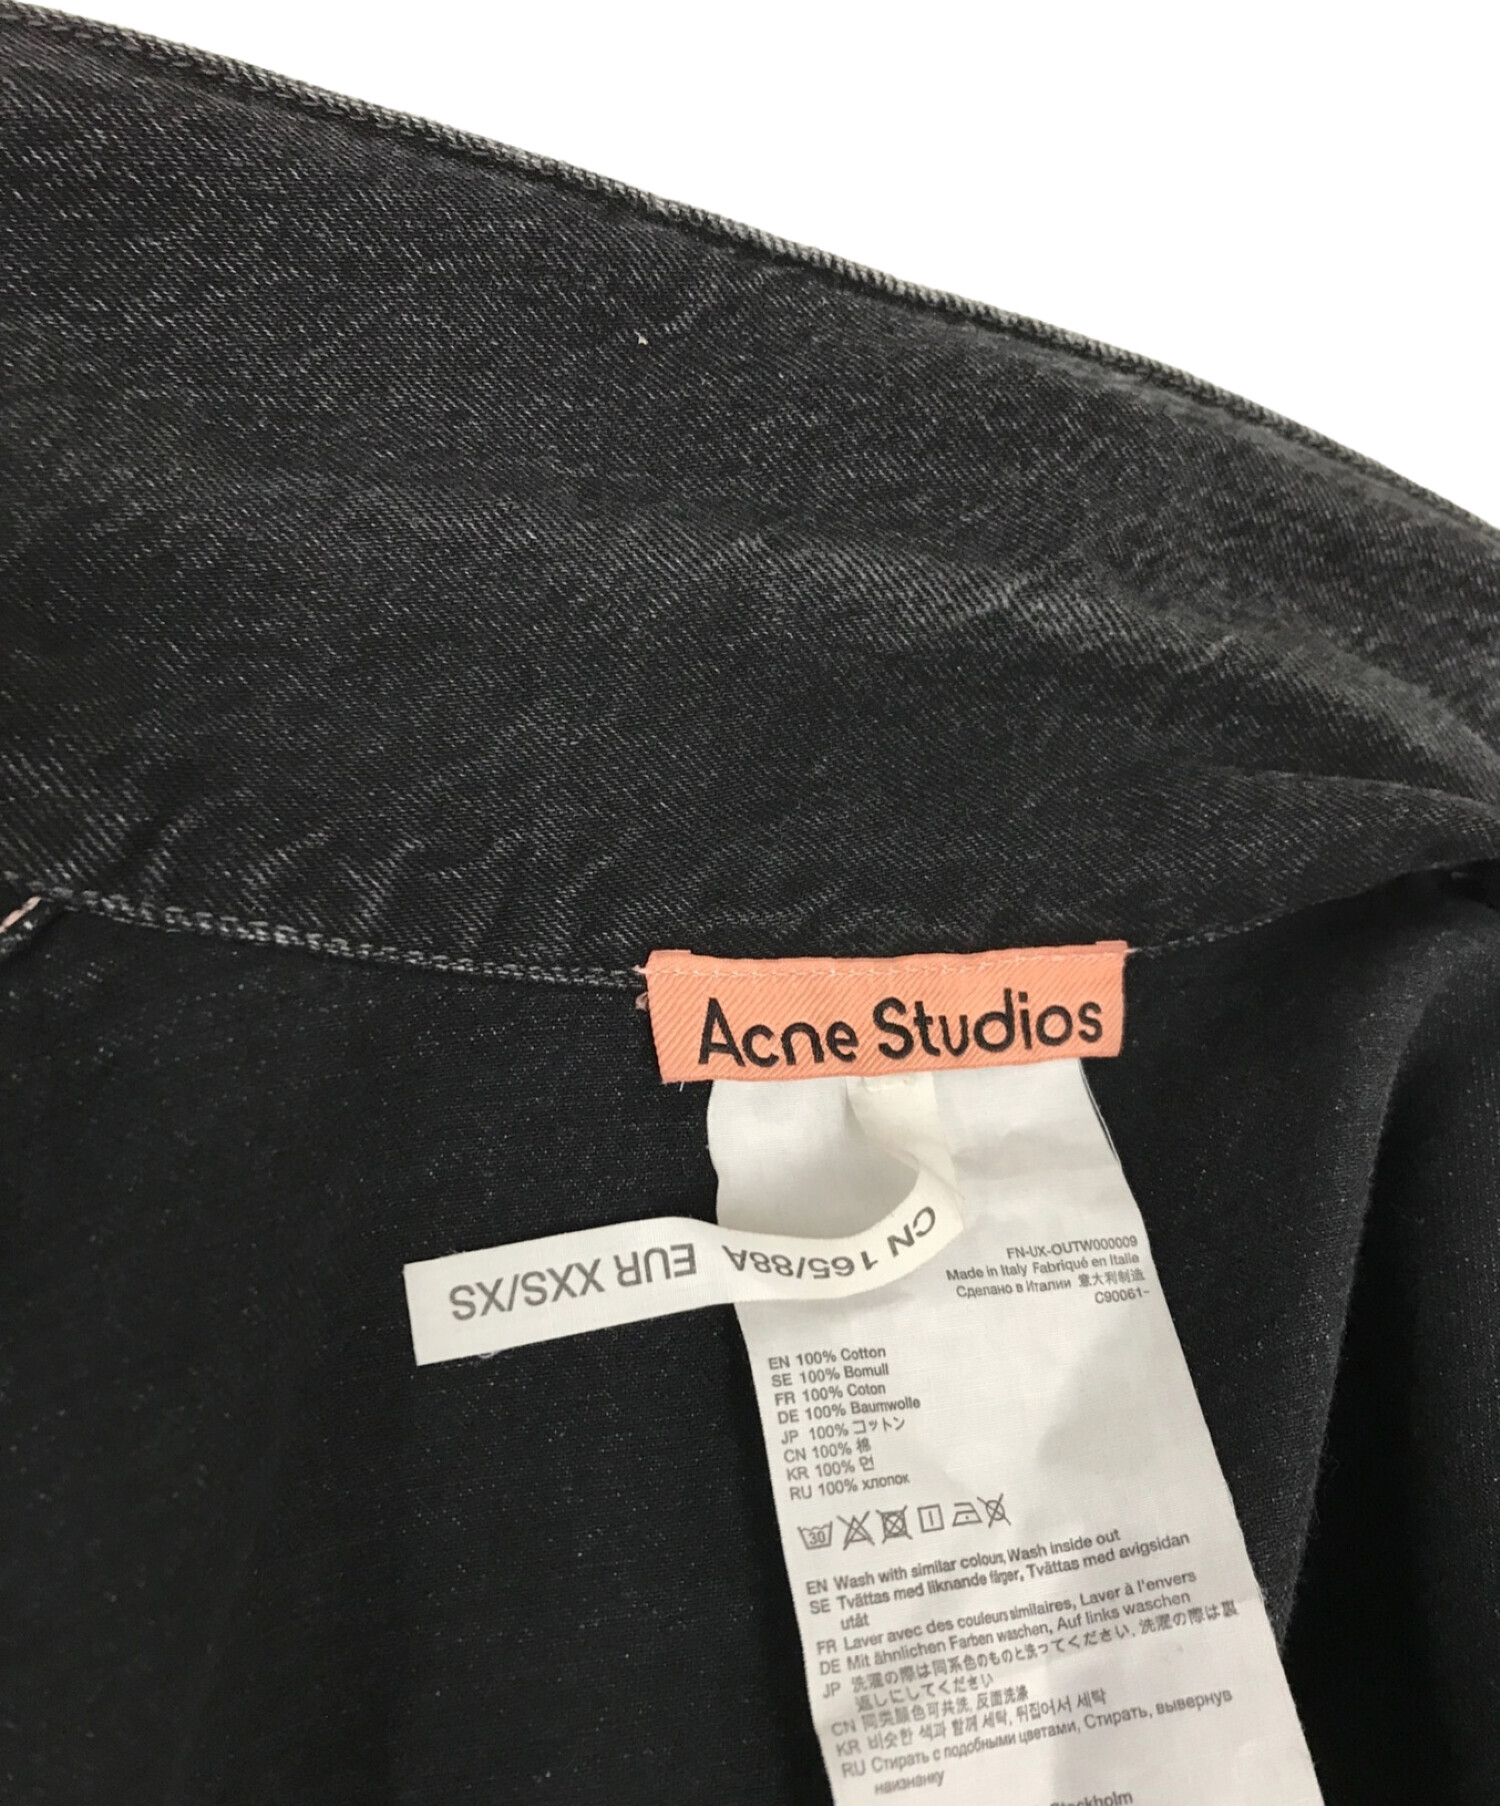 Acne Studios
CN 165/88A EUR XXS/XS
FN-UX-OUTW000009
Made in Italy Fabriqué en Italie
Сделано в Италии 意大利制造
C90061-
EN 100% Cotton
SE 100% Bomull
FR 100% Coton
DE 100% Baumwolle
JP 100% コットン
CN 100% 棉
KR 100% 면
RU 100% хлопок
30
EN Wash with similar colous, Wash inside out
SE Tvättas med liknande färger, Tvättas med avigsidan
utåt
FR Laver avec des couleurs similaires, Laver à l'envers
DE Mit ähnlichen Farben waschen, Auf links waschen
JP 洗濯の際は同系色のものと洗ってください, 洗濯の際は裏
返しにしてください
CN 同类颜色可共洗, 反面洗涤
KR 비슷한 색과 함께 세탁, 뒤집어서 세탁
RU Стирать с подобными цветами, Стирать, вывернув
наизнанку
Stockholm